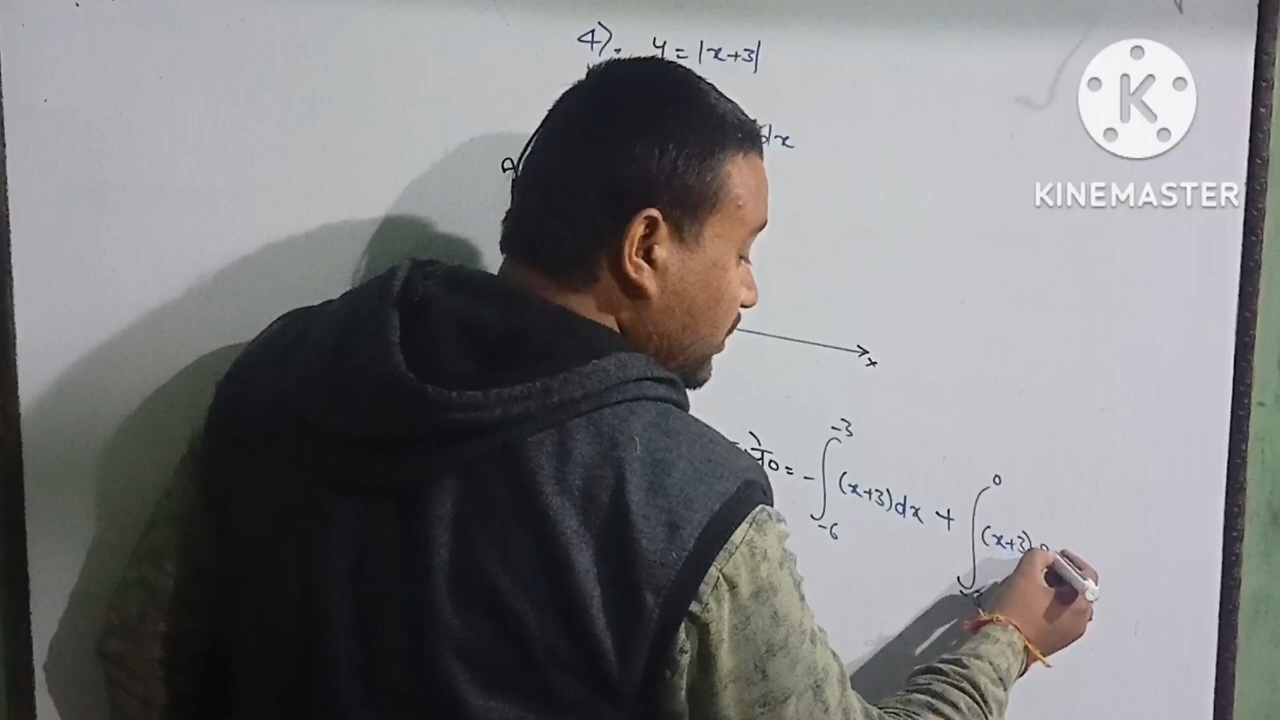 4). y = |x+3|
K
KINEMASTER
dx
x
= - ∫_{-6}^{-3} (x+3) dx + ∫^{0} (x+3)